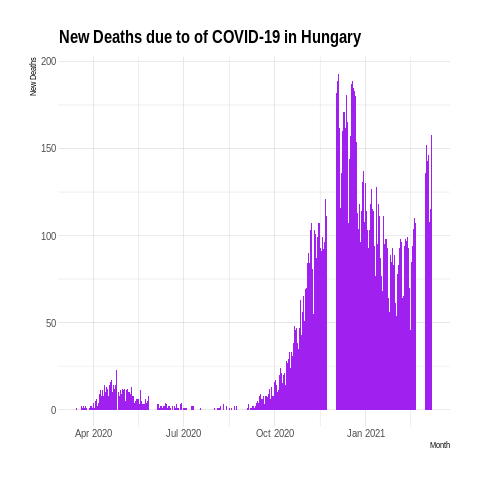 New Deaths due to of COVID-19 in Hungary
New Deaths
200
150
100
50
0
Apr 2020 Jul 2020 Oct 2020 Jan 2021
Month